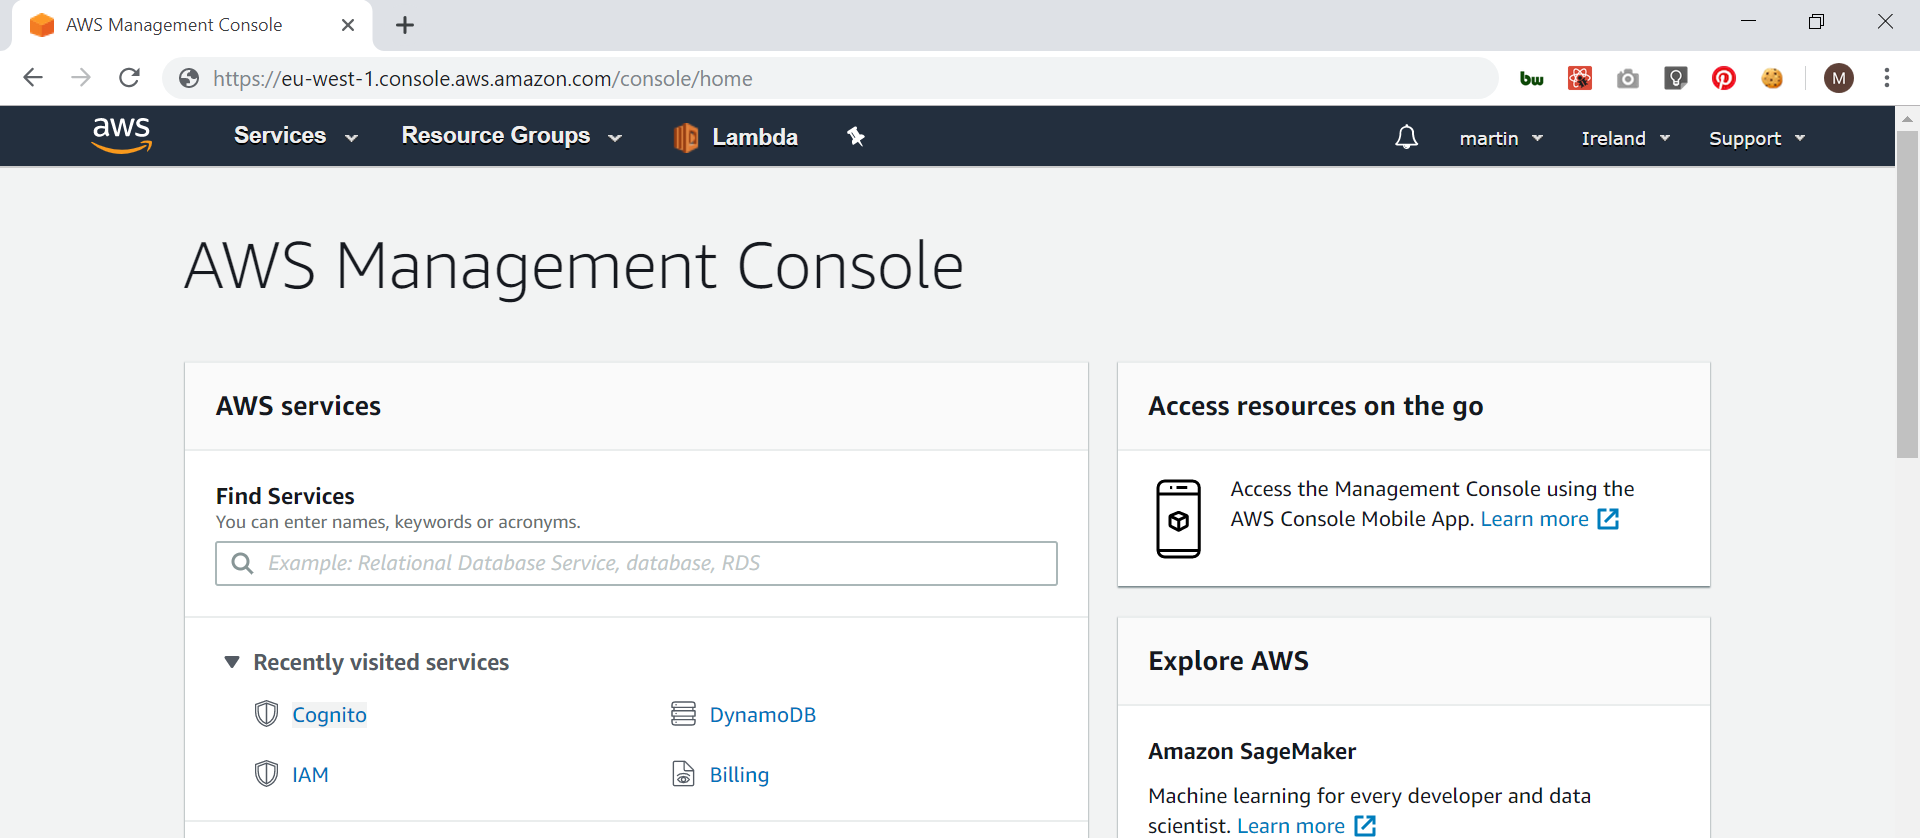 AWS Management Console
https://eu-west-1.console.aws.amazon.com/console/home
bw
M
aws
Services
Resource Groups
Lambda
martin
Ireland
Support
AWS Management Console
AWS services
Find Services
You can enter names, keywords or acronyms.
Example: Relational Database Service, database, RDS
Recently visited services
Cognito
DynamoDB
IAM
Billing
Access resources on the go
Access the Management Console using the
AWS Console Mobile App. Learn more
Explore AWS
Amazon SageMaker
Machine learning for every developer and data
scientist. Learn more